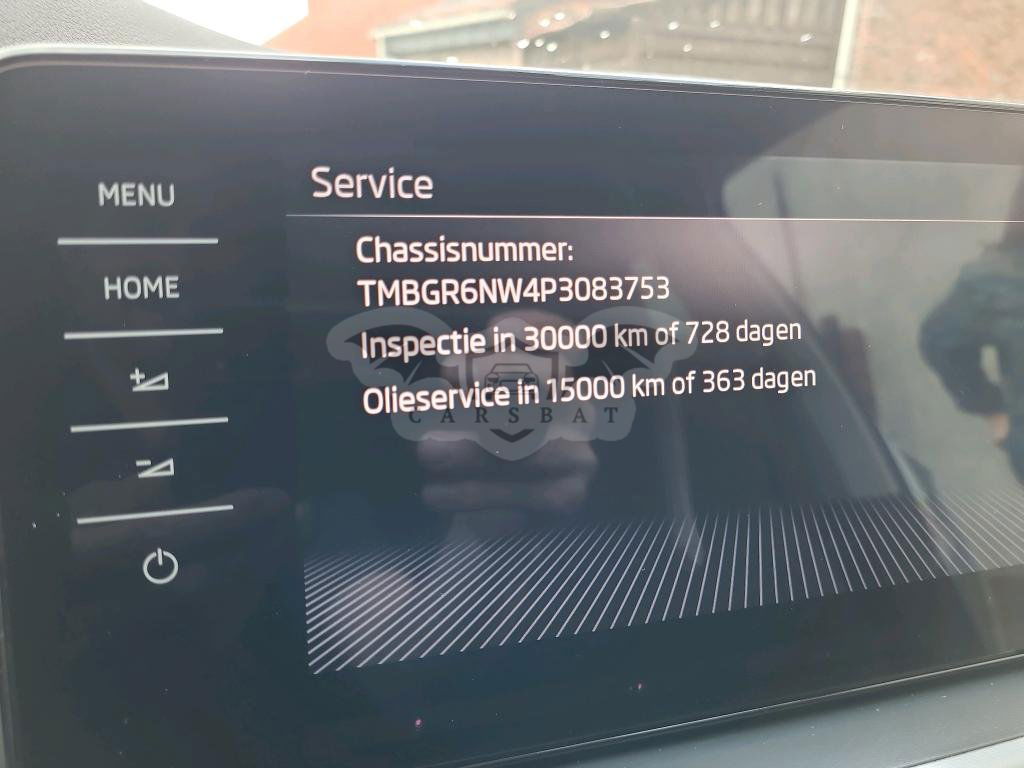 MENU
HOME
Service
Chassisnummer:
TMBGR6NW4P3083753
Inspectie in 30000 km of 728 dagen
Olieservice in 15000 km of 363 dagen
CARSBAT